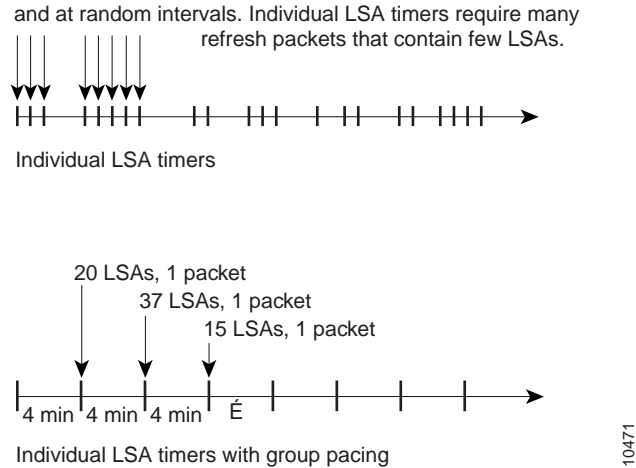 and at random intervals. Individual LSA timers require many
refresh packets that contain few LSAs.
Individual LSA timers
20 LSAs, 1 packet
37 LSAs, 1 packet
15 LSAs, 1 packet
4 min 4 min 4 min É
Individual LSA timers with group pacing
10471